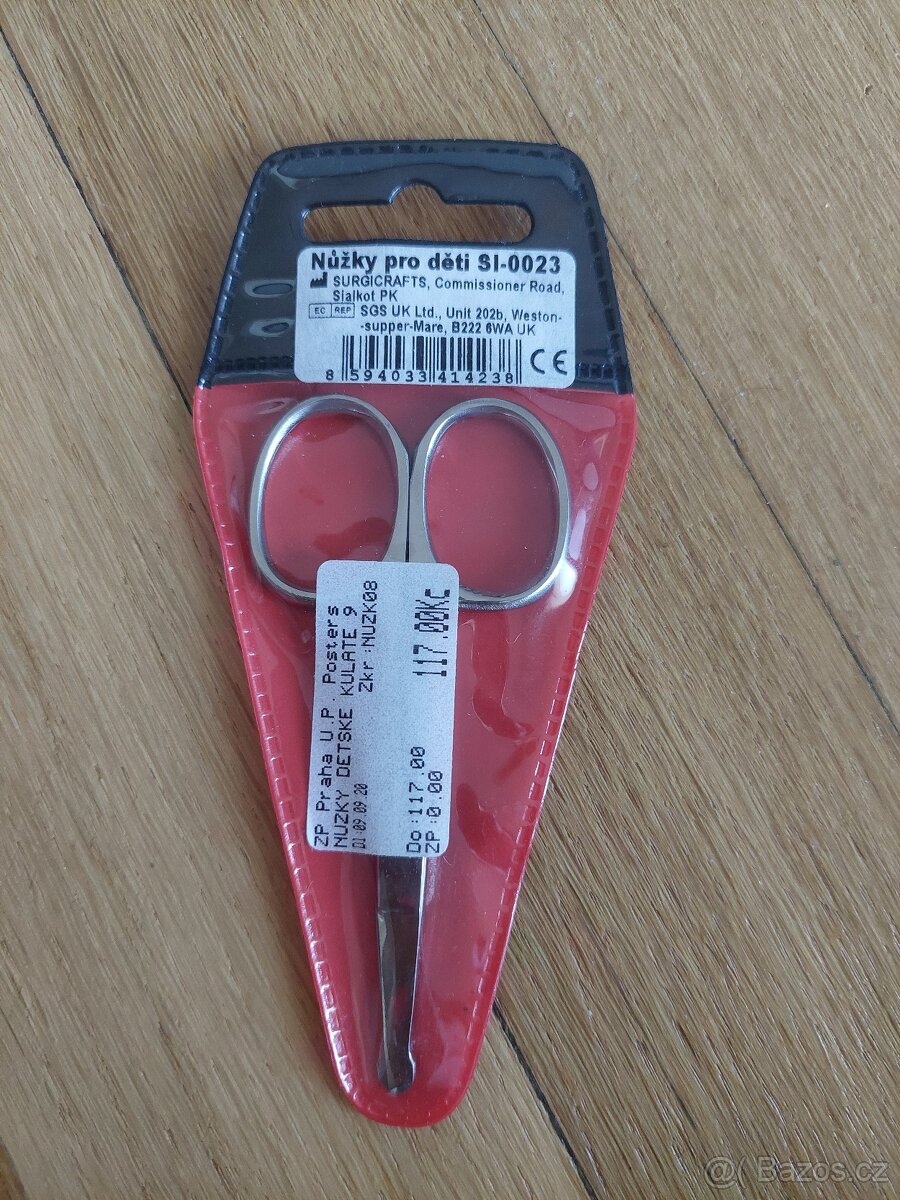 Nůžky pro děti SI-0023
SURGICRAFTS, Commissioner Road,
Sialkot PK
EC REP SGS UK Ltd., Unit 202b, Weston-
-supper-Mare, B222 6WA UK
8 594033 414238 CE
ZP Praha U.P. Posters
NUZKY DETSKE KULATE 9
D1:09.09.20 Zkr:NUZK08
Do:117.00 117.00Kc
ZP:0.00
@ Bazos.cz